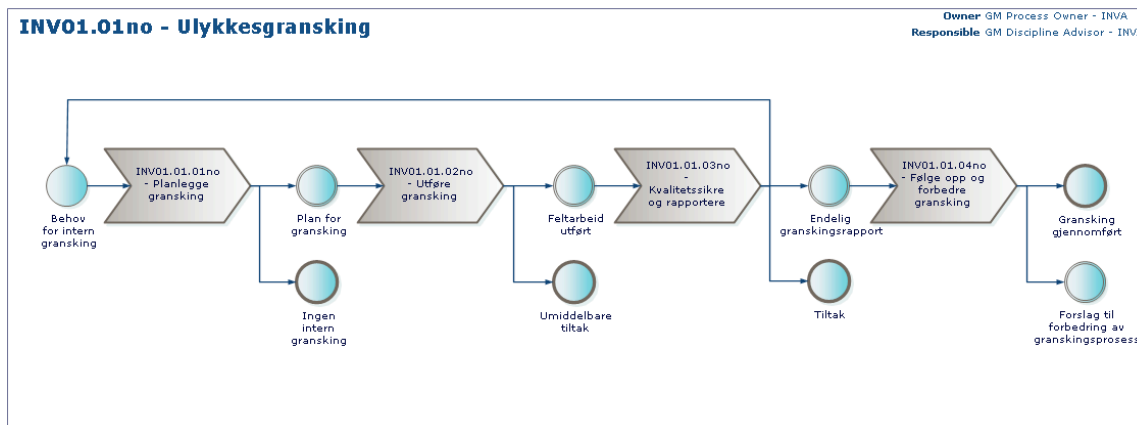 INV01.01no - Ulykkesgransking
Owner GM Process Owner - INVA
Responsible GM Discipline Advisor - INVA
INV01.01.01no
- Planlegge
gransking
INV01.01.02no
- Utføre
gransking
INV01.01.03no
-
Kvalitetssikre
og rapportere
INV01.01.04no
- Følge opp og
forbedre
gransking
Behov
for intern
gransking
Plan for
gransking
Feltarbeid
utført
Endelig
granskingsrapport
Gransking
gjennomført
Ingen
intern
gransking
Umiddelbare
tiltak
Tiltak
Forslag til
forbedring av
granskingsprosess